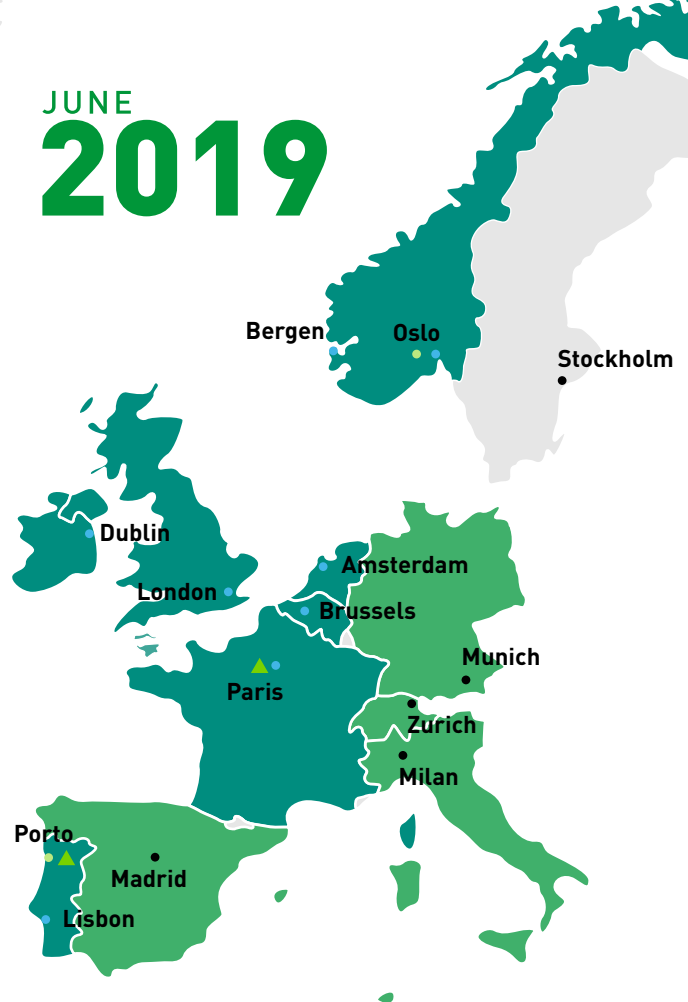 JUNE
2019
Bergen
Oslo
Stockholm
Dublin
Amsterdam
London
Brussels
Munich
Paris
Zurich
Milan
Porto
Madrid
Lisbon